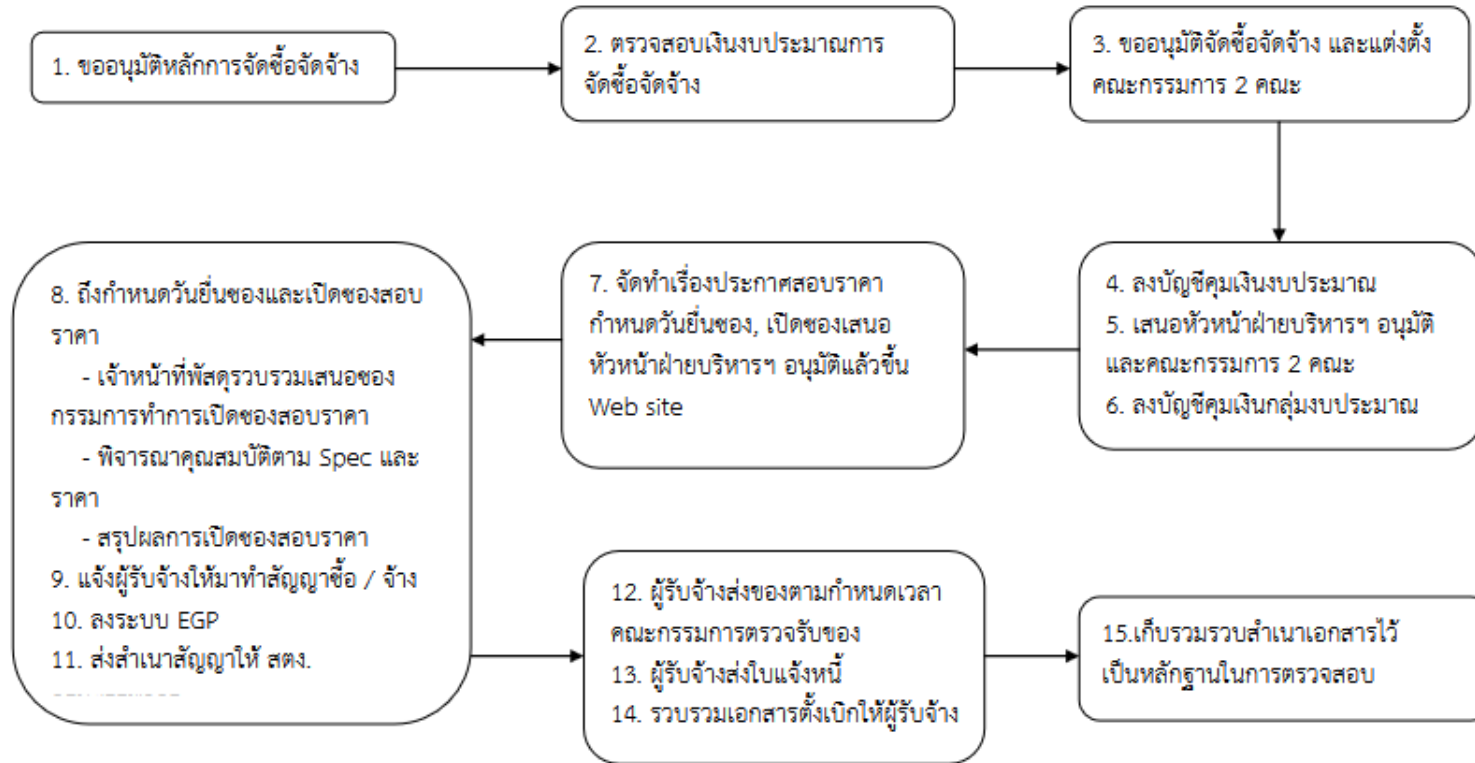 1. ขออนุมัติหลักการจัดซื้อจัดจ้าง
2. ตรวจสอบเงินงบประมาณการ
จัดซื้อจัดจ้าง
3. ขออนุมัติจัดซื้อจัดจ้าง และแต่งตั้ง
คณะกรรมการ 2 คณะ
4. ลงบัญชีคุมเงินงบประมาณ
5. เสนอหัวหน้าฝ่ายบริหารฯ อนุมัติ
และคณะกรรมการ 2 คณะ
6. ลงบัญชีคุมเงินกลุ่มงบประมาณ
7. จัดทำเรื่องประกาศสอบราคา
กำหนดวันยื่นซอง, เปิดซองเสนอ
หัวหน้าฝ่ายบริหารฯ อนุมัติแล้วขึ้น
Web site
8. ถึงกำหนดวันยื่นซองและเปิดซองสอบ
ราคา
- เจ้าหน้าที่พัสดุรวบรวมเสนอซอง
กรรมการทำการเปิดซองสอบราคา
- พิจารณาคุณสมบัติตาม Spec และ
ราคา
- สรุปผลการเปิดซองสอบราคา
9. แจ้งผู้รับจ้างให้มาทำสัญญาซื้อ / จ้าง
10. ลงระบบ EGP
11. ส่งสำเนาสัญญาให้ สตง.
12. ผู้รับจ้างส่งของตามกำหนดเวลา
คณะกรรมการตรวจรับของ
13. ผู้รับจ้างส่งใบแจ้งหนี้
14. รวบรวมเอกสารตั้งเบิกให้ผู้รับจ้าง
15.เก็บรวมรวบสำเนาเอกสารไว้
เป็นหลักฐานในการตรวจสอบ